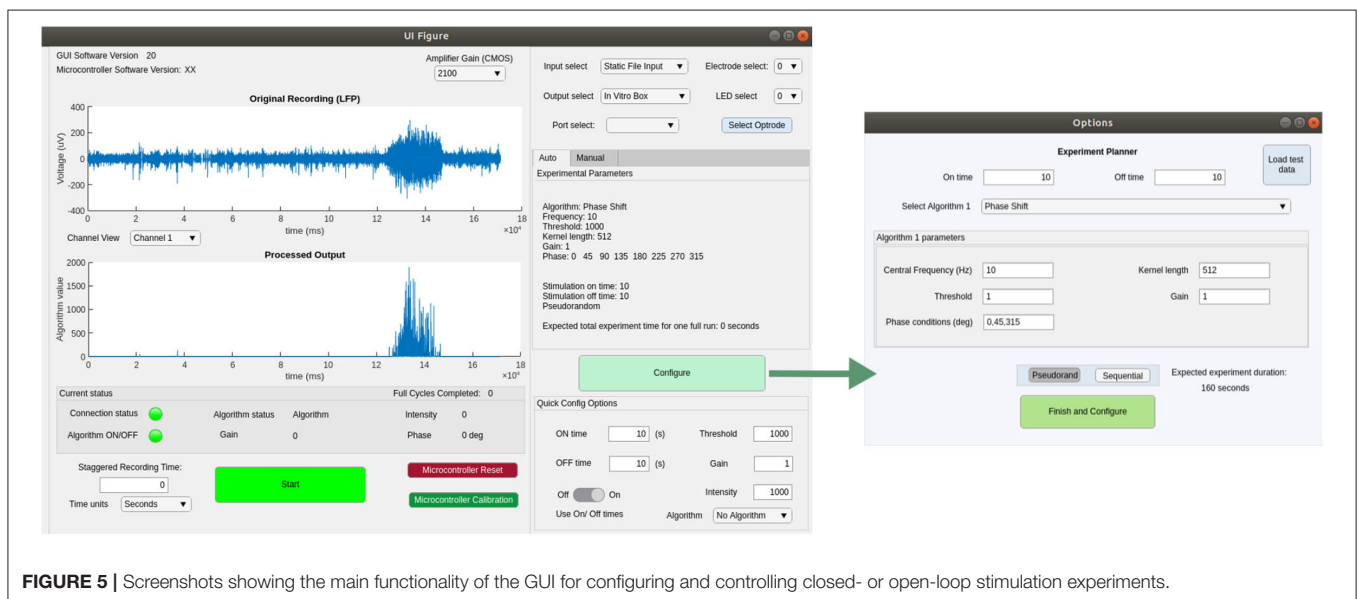 UI Figure
GUI Software Version 20
Microcontroller Software Version: XX
Amplifier Gain (CMOS)
2100
Original Recording (LFP)
Voltage (uV)
400
200
0
-200
-400
0 2 4 6 8 10 12 14 16 18
time (ms)
×10⁴
Channel View Channel 1
Processed Output
Algorithm value
2000
1500
1000
500
0
0 2 4 6 8 10 12 14 16 18
time (ms)
×10⁴
Current status Full Cycles Completed: 0
Connection status Algorithm status Algorithm Intensity 0
Algorithm ON/OFF Gain 0 Phase 0 deg
Staggered Recording Time:
0
Time units Seconds
Start
Microcontroller Reset
Microcontroller Calibration
Input select Static File Input Electrode select: 0
Output select In Vitro Box LED select 0
Port select: Select Optrode
Auto Manual
Experimental Parameters
Algorithm: Phase Shift
Frequency: 10
Threshold: 1000
Kernel length: 512
Gain: 1
Phase: 0 45 90 135 180 225 270 315
Stimulation on time: 10
Stimulation off time: 10
Pseudorandom
Expected total experiment time for one full run: 0 seconds
Configure
Quick Config Options
ON time 10 (s) Threshold 1000
OFF time 10 (s) Gain 1
Off On Intensity 1000
Use On/ Off times Algorithm No Algorithm
Options
Experiment Planner
Load test
data
On time 10 Off time 10
Select Algorithm 1 Phase Shift
Algorithm 1 parameters
Central Frequency (Hz) 10 Kernel length 512
Threshold 1 Gain 1
Phase conditions (deg) 0,45,315
Pseudorand Sequential Expected experiment duration:
160 seconds
Finish and Configure
FIGURE 5 | Screenshots showing the main functionality of the GUI for configuring and controlling closed- or open-loop stimulation experiments.